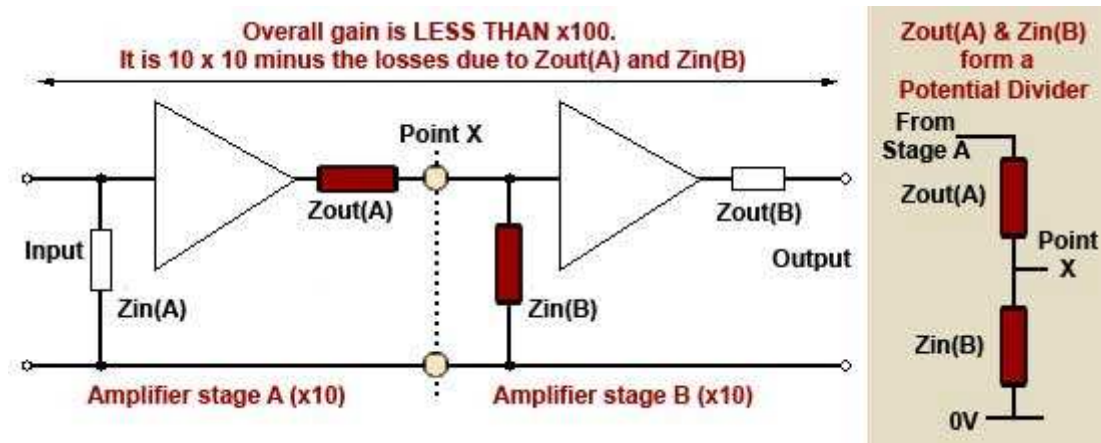 Overall gain is LESS THAN x100.
It is 10 x 10 minus the losses due to Zout(A) and Zin(B)
Point X
Zout(A)
Zout(B)
Input
Output
Zin(A)
Zin(B)
Amplifier stage A (x10)
Amplifier stage B (x10)
Zout(A) & Zin(B)
form a
Potential Divider
From
Stage A
Zout(A)
Point
X
Zin(B)
0V